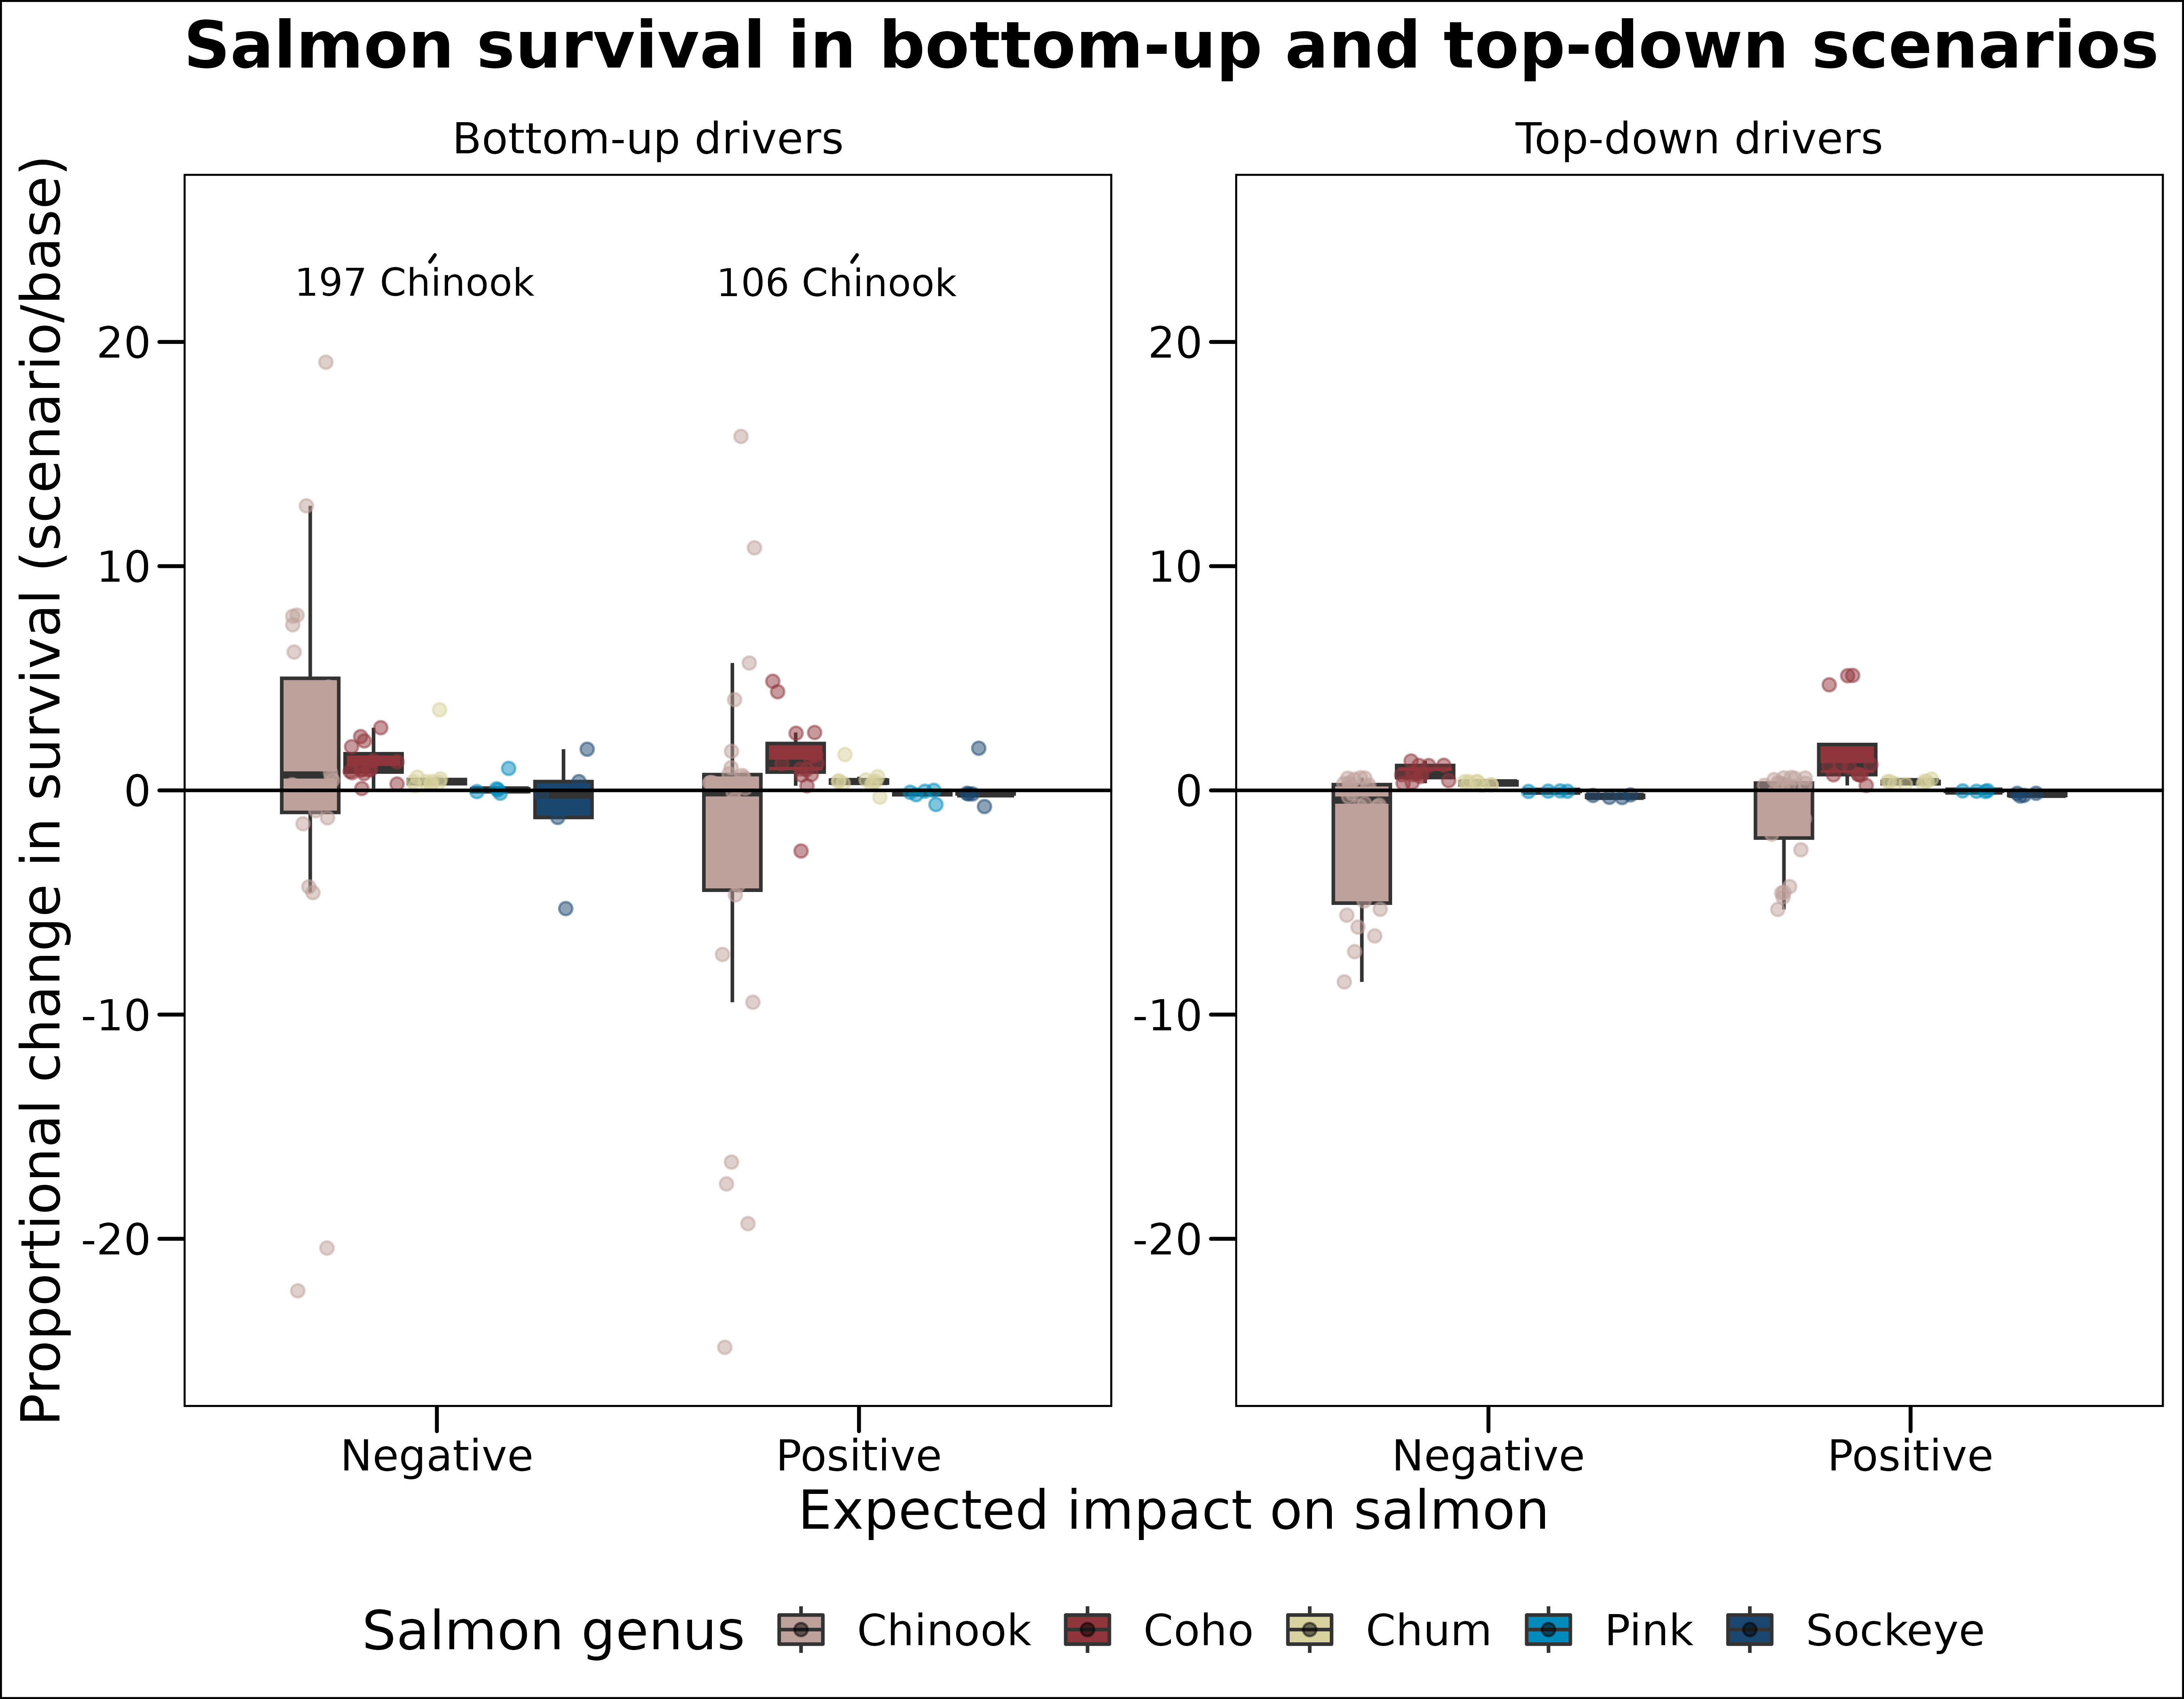 Salmon survival in bottom-up and top-down scenarios
Bottom-up drivers
Top-down drivers
Proportional change in survival (scenario/base)
197 Chinook
106 Chinook
20
10
0
-10
-20
20
10
0
-10
-20
Negative
Positive
Negative
Positive
Expected impact on salmon
Salmon genus Chinook Coho Chum Pink Sockeye